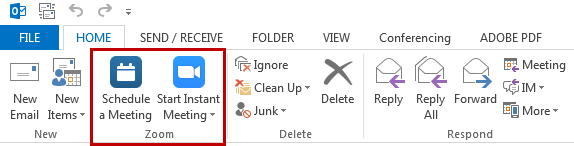 FILE HOME SEND / RECEIVE FOLDER VIEW Conferencing ADOBE PDF
New Email
New Items
New
Schedule a Meeting
Start Instant Meeting
Zoom
Ignore
Clean Up
Junk
Delete
Delete
Reply
Reply All
Forward
Meeting
IM
More
Respond